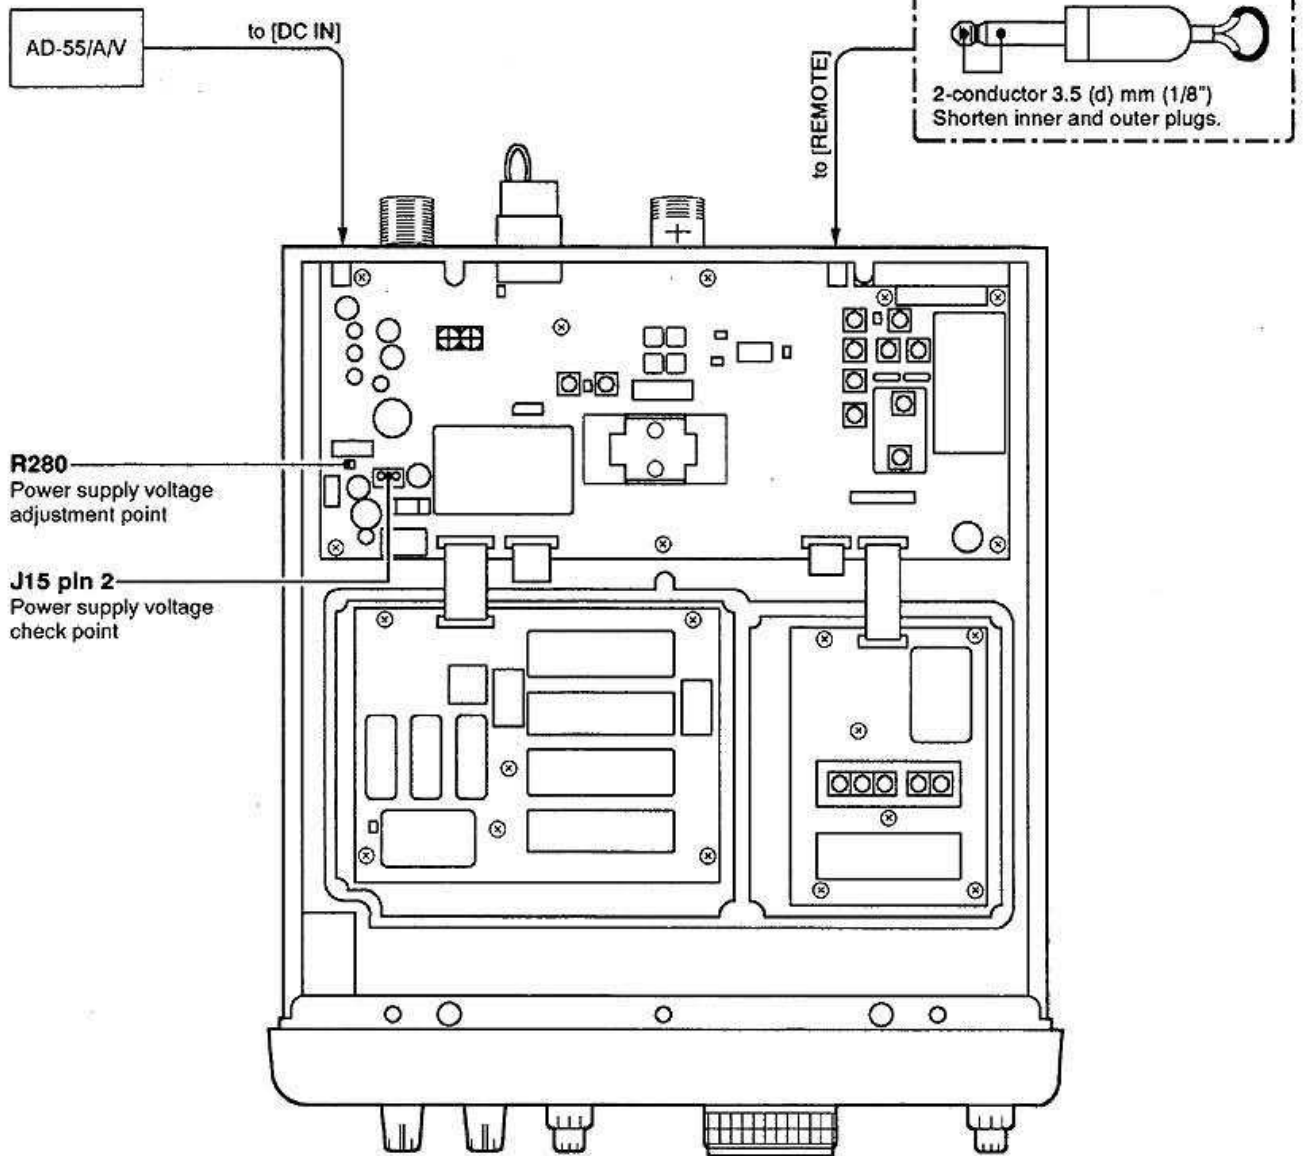 AD-55/A/V
to [DC IN]
to [REMOTE]
2-conductor 3.5 (d) mm (1/8")
Shorten inner and outer plugs.
R280
Power supply voltage
adjustment point
J15 pin 2
Power supply voltage
check point